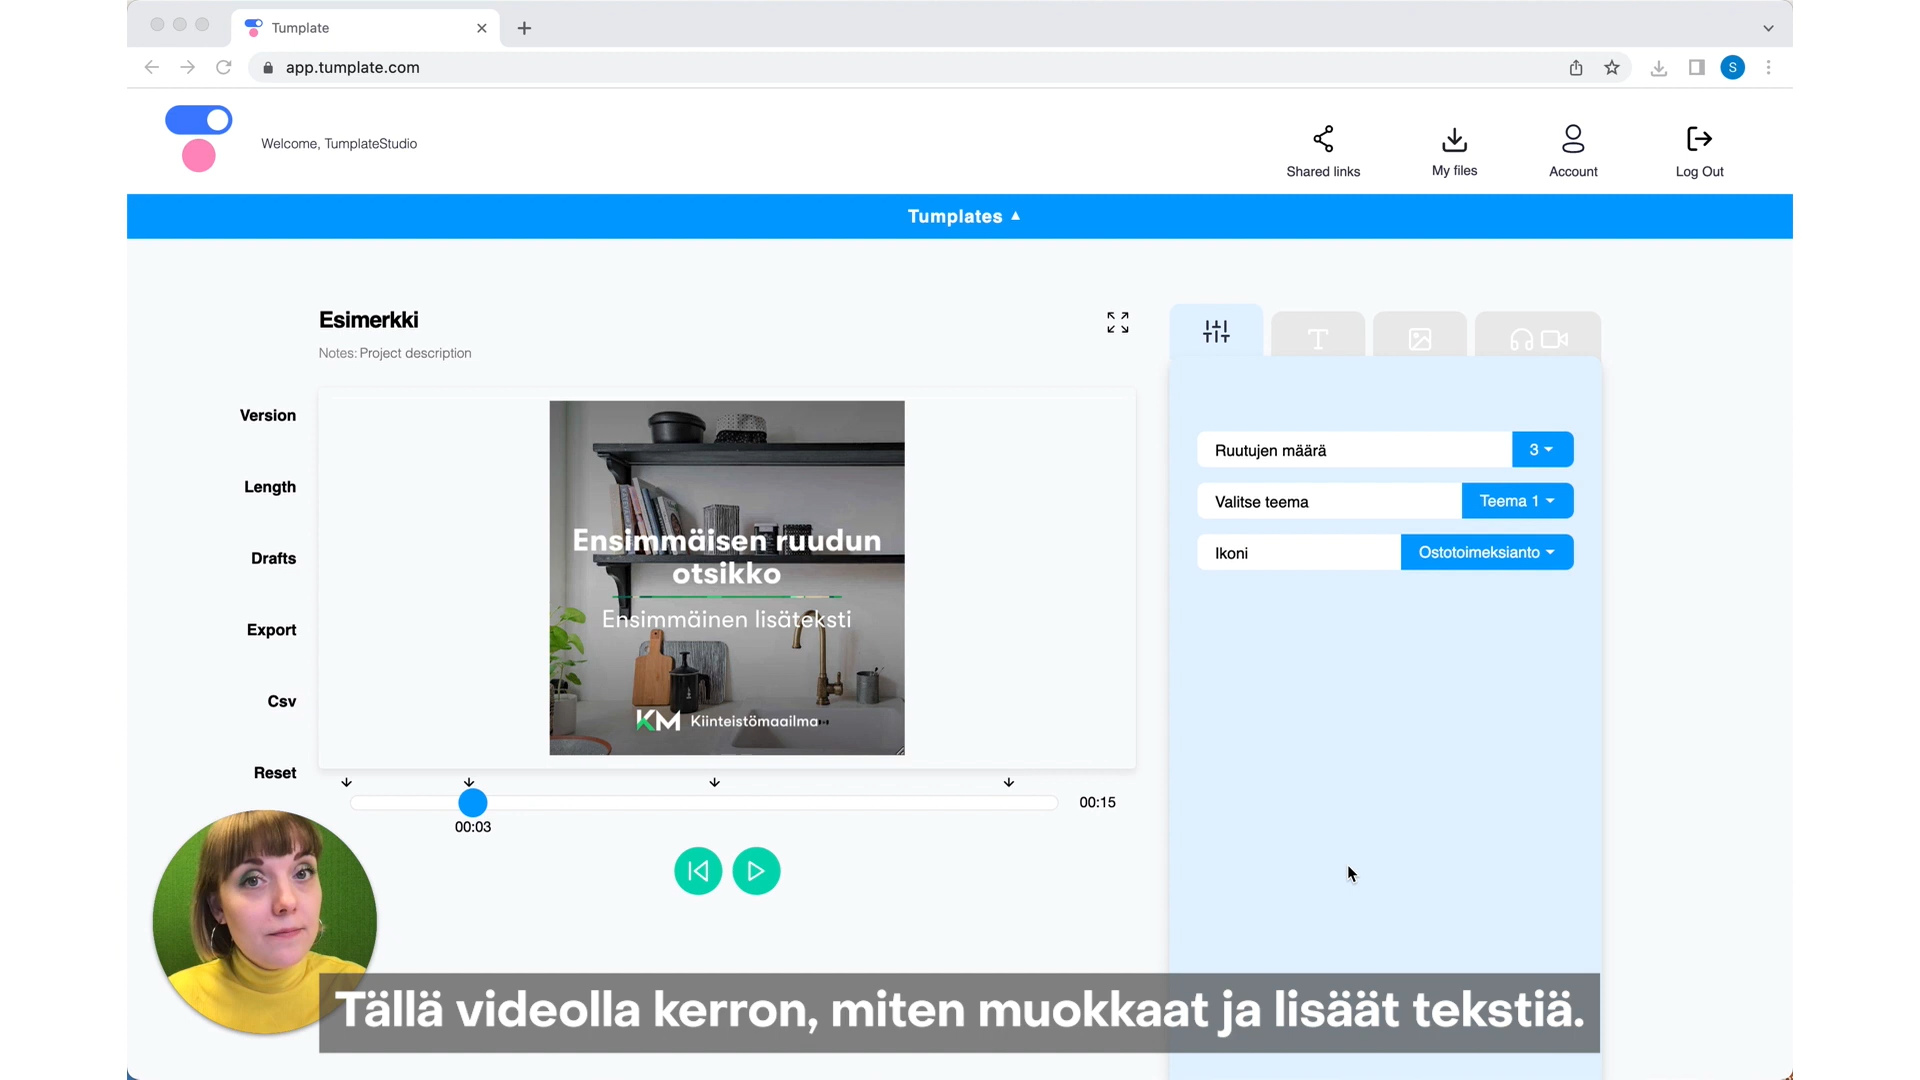 Tumplate
app.tumplate.com
S
Welcome, TumplateStudio
Shared links
My files
Account
Log Out
Tumplates
Esimerkki
Notes: Project description
Version
Length
Drafts
Export
Csv
Reset
Ensimmäisen ruudun
otsikko
Ensimmäinen lisäteksti
KM Kiinteistömaailma
00:15
00:03
T
Ruutujen määrä
3
Valitse teema
Teema 1
Ikoni
Ostotoimeksianto
Tällä videolla kerron, miten muokkaat ja lisäät tekstiä.